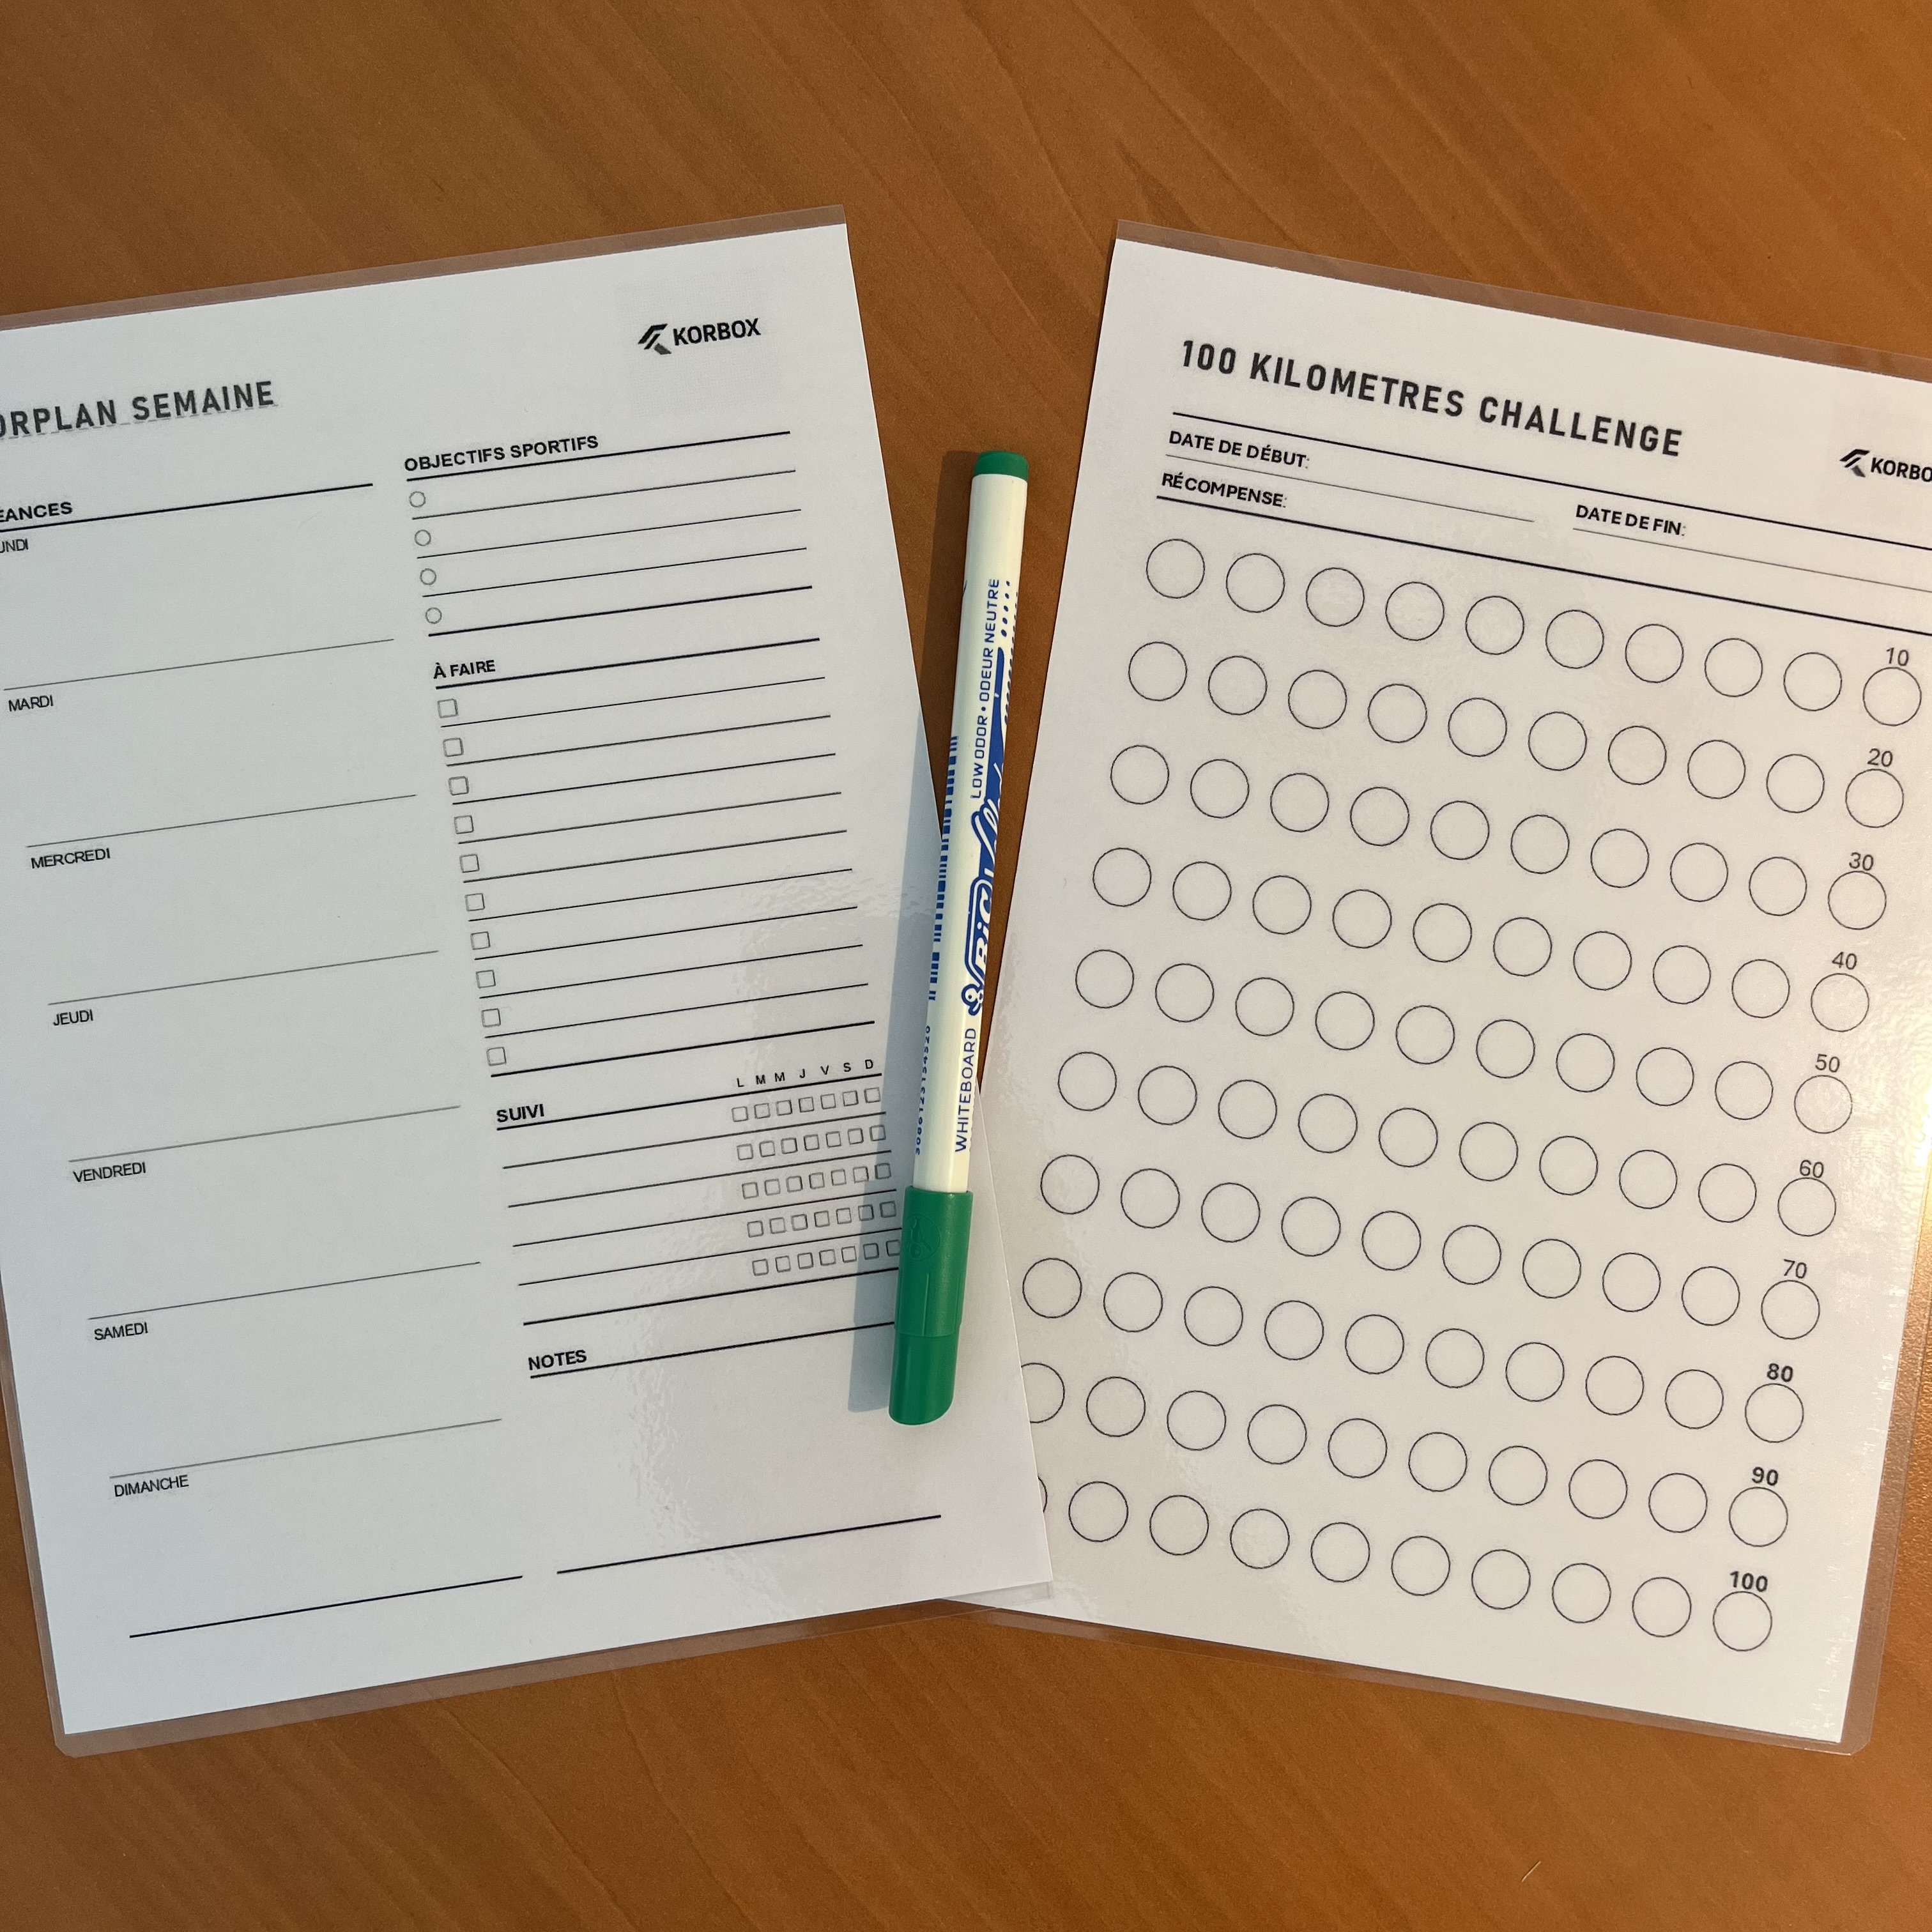 KORBOX
ORPLAN SEMAINE
OBJECTIFS SPORTIFS
EANCES
UNDI
MARDI
MERCREDI
JEUDI
VENDREDI
SAMEDI
DIMANCHE
À FAIRE
L M M J V S D
SUIVI
NOTES
LOW ODOR • ODEUR NEUTRE
BIC
WHITEBOARD
100 KILOMETRES CHALLENGE
KORBO
DATE DE DÉBUT:
RÉCOMPENSE:
DATE DE FIN:
10
20
30
40
50
60
70
80
90
100